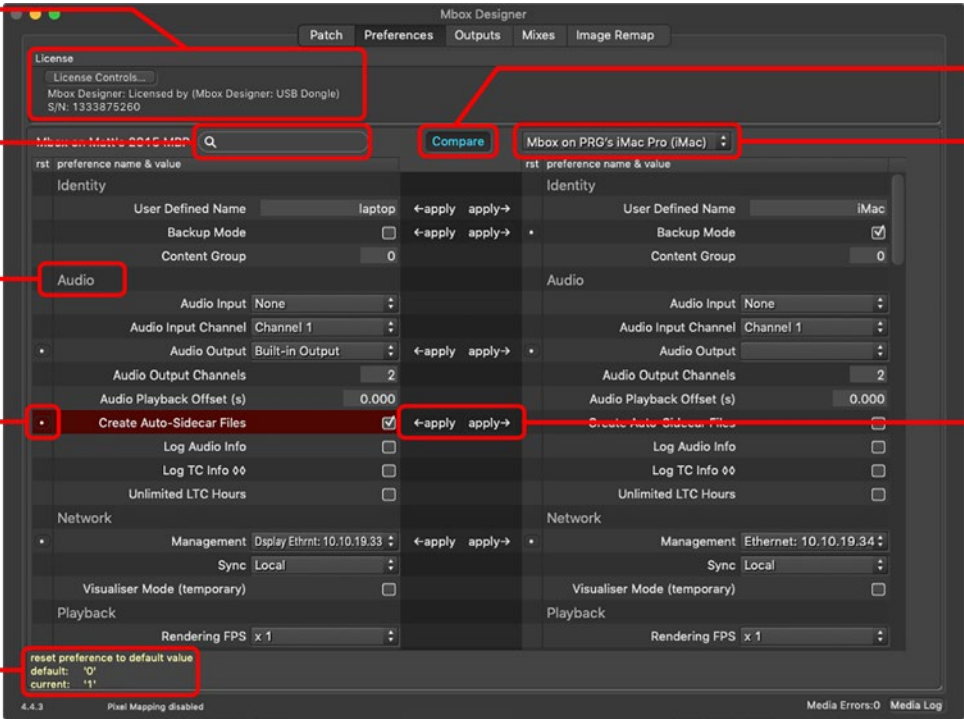 Mbox Designer
Patch Preferences Outputs Mixes Image Remap
License
License Controls...
Mbox Designer: Licensed by (Mbox Designer: USB Dongle)
S/N: 1333875260
Mbox on Matt's 2015 MBP Compare Mbox on PRG's iMac Pro (iMac)
rst preference name & value rst preference name & value
Identity Identity
User Defined Name laptop ←apply apply→ User Defined Name iMac
Backup Mode ←apply apply→ Backup Mode
Content Group 0 Content Group 0
Audio Audio
Audio Input None Audio Input None
Audio Input Channel Channel 1 Audio Input Channel Channel 1
Audio Output Built-in Output ←apply apply→ Audio Output
Audio Output Channels 2 Audio Output Channels 2
Audio Playback Offset (s) 0.000 Audio Playback Offset (s) 0.000
Create Auto-Sidecar Files ←apply apply→ Create Auto-Sidecar Files
Log Audio Info Log Audio Info
Log TC Info ◊◊ Log TC Info ◊◊
Unlimited LTC Hours Unlimited LTC Hours
Network Network
Management Dsplay Ethrnt: 10.10.19.33 ←apply apply→ Management Ethernet: 10.10.19.34
Sync Local Sync Local
Visualiser Mode (temporary) Visualiser Mode (temporary)
Playback Playback
Rendering FPS x 1 Rendering FPS x 1
reset preference to default value
default: '0'
current: '1'
4.4.3 Pixel Mapping disabled Media Errors:0 Media Log